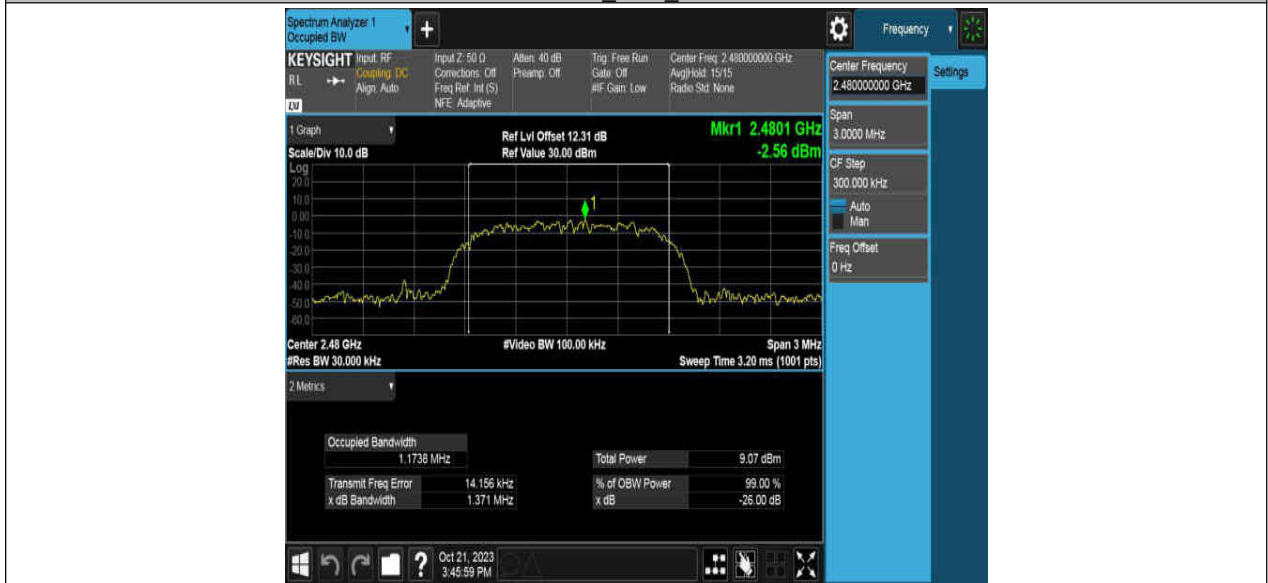 Spectrum Analyzer 1
Occupied BW
+
Frequency
KEYSIGHT
RL
Input: RF
Coupling: DC
Align: Auto
Input Z: 50 Ω
Corrections: Off
Freq Ref: Int (S)
NFE: Adaptive
Atten: 40 dB
Preamp: Off
Trig: Free Run
Gate: Off
#IF Gain: Low
Center Freq: 2.480000000 GHz
Avg|Hold: 15/15
Radio Std: None
Center Frequency
2.480000000 GHz
Settings
Span
3.0000 MHz
CF Step
300.000 kHz
Auto
Man
Freq Offset
0 Hz
1 Graph
Scale/Div 10.0 dB
Ref Lvl Offset 12.31 dB
Ref Value 30.00 dBm
Mkr1 2.4801 GHz
-2.56 dBm
Log
20.0
10.0
0.00
-10.0
-20.0
-30.0
-40.0
-50.0
-60.0
1
Center 2.48 GHz
#Video BW 100.00 kHz
Span 3 MHz
#Res BW 30.000 kHz
Sweep Time 3.20 ms (1001 pts)
2 Metrics
Occupied Bandwidth
1.1738 MHz
Total Power 9.07 dBm
Transmit Freq Error 14.156 kHz
% of OBW Power 99.00 %
x dB Bandwidth 1.371 MHz
x dB -26.00 dB
?
Oct 21, 2023
3:45:59 PM